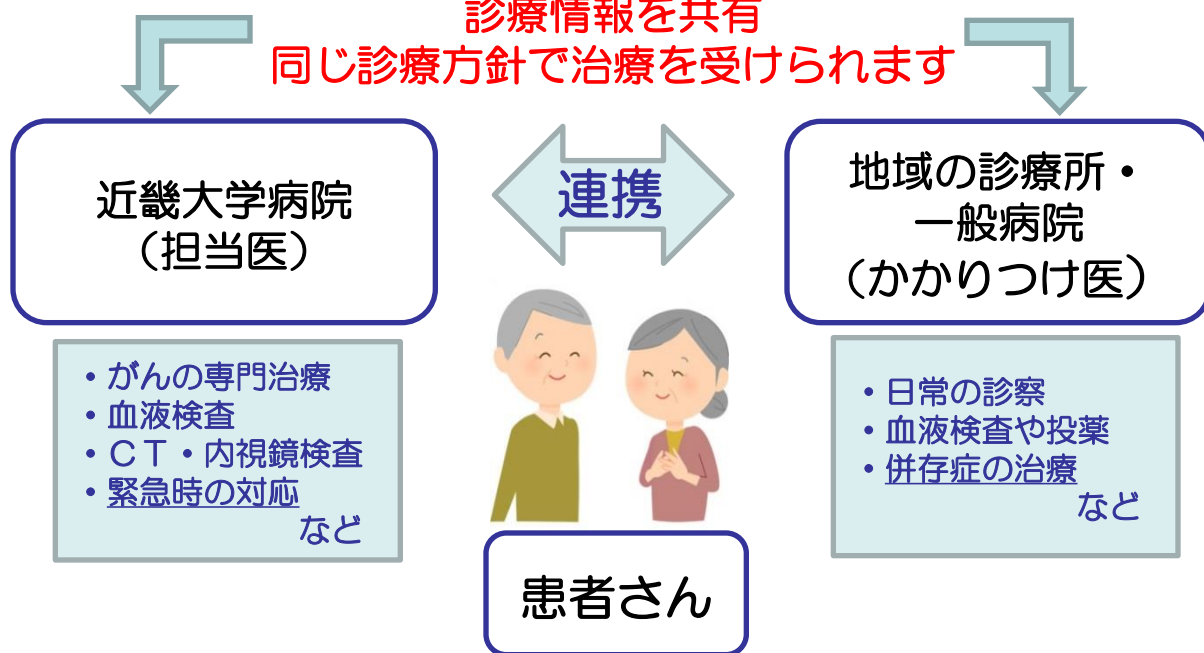 診療情報を共有
同じ診療方針で治療を受けられます
近畿大学病院
（担当医）
連携
地域の診療所・
一般病院
（かかりつけ医）
・がんの専門治療
・血液検査
・ＣＴ・内視鏡検査
・緊急時の対応
など
・日常の診察
・血液検査や投薬
・併存症の治療
など
患者さん